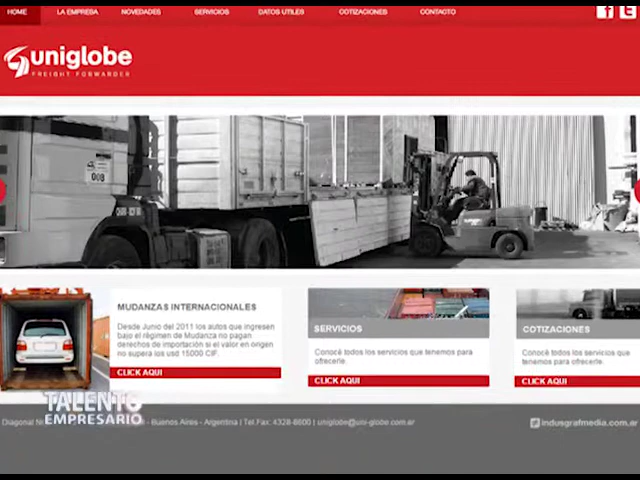 HOME LA EMPRESA NOVEDADES SERVICIOS DATOS UTILES COTIZACIONES CONTACTO
uniglobe
FREIGHT FORWARDER
008
MUDANZAS INTERNACIONALES
Desde Junio del 2011 los autos que ingresen
bajo el régimen de Mudanza no pagan
derechos de importación si el valor en origen
no supera los usd 15000 CIF.
CLICK AQUI
SERVICIOS
Conocé todos los servicios que tenemos para
ofrecerle.
CLICK AQUI
COTIZACIONES
Conocé todos los servicios que
tenemos para ofrecerle.
CLICK AQUI
TALENTO
EMPRESARIO
Diagonal - Buenos Aires - Argentina | Tel.Fax: 4328-8600 | uniglobe@uni-globe.com.ar
indusgrafmedia.com.ar